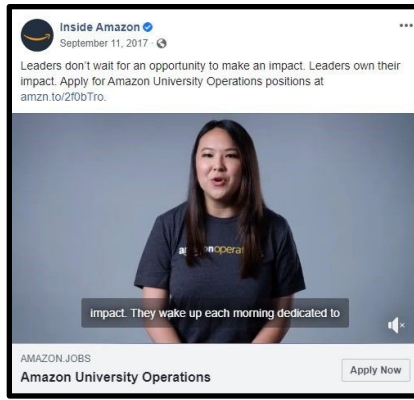 Inside Amazon
September 11, 2017
Leaders don't wait for an opportunity to make an impact. Leaders own their
impact. Apply for Amazon University Operations positions at
amzn.to/2f0bTro.
impact. They wake up each morning dedicated to
AMAZON.JOBS
Amazon University Operations
Apply Now